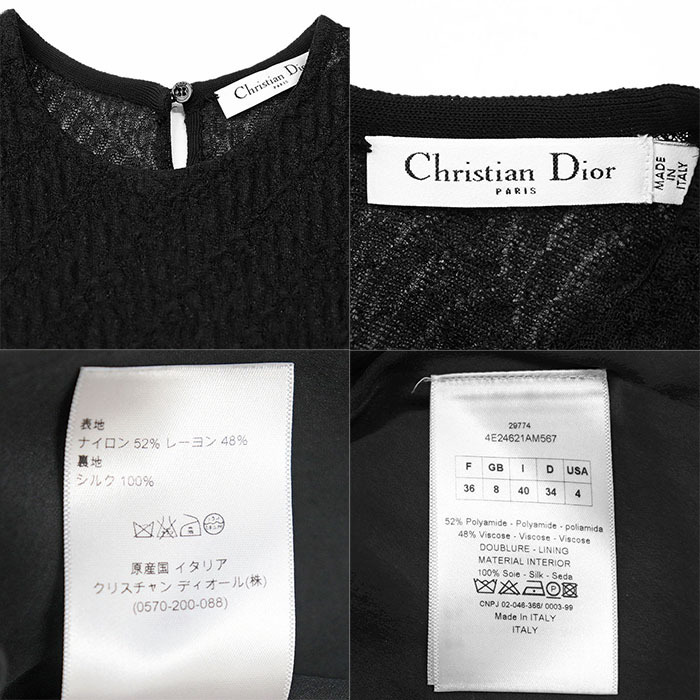 Christian Dior
PARIS
Christian Dior
PARIS
MADE
IN
ITALY
表地
ナイロン 52% レーヨン 48%
裏地
シルク 100%
原産国 イタリア
クリスチャン ディオール(株)
(0570-200-088)
29774
4E24621AM567
F GB I D USA
36 8 40 34 4
52% Polyamide - Polyamide - poliamida
48% Viscose - Viscose - Viscose
DOUBLURE - LINING
MATERIAL INTERIOR
100% Soie - Silk - Seda
CNPJ 02-046-366/ 0003-99
Made In ITALY
ITALY